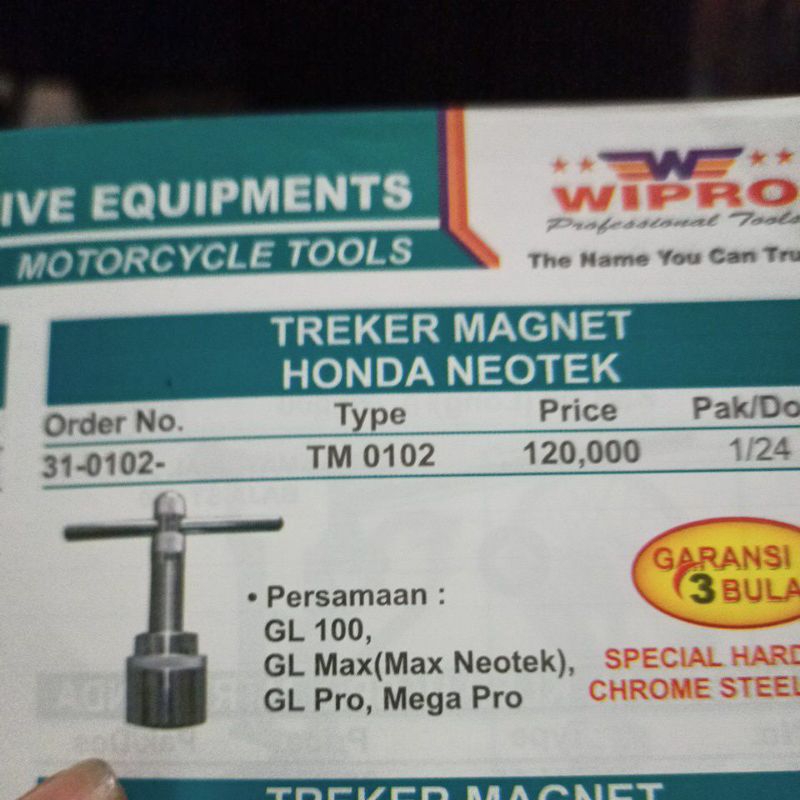 IVE EQUIPMENTS
MOTORCYCLE TOOLS
WIPRO
Professional Tools
The Name You Can Tru
TREKER MAGNET
HONDA NEOTEK
Order No. Type Price Pak/Do
31-0102- TM 0102 120,000 1/24
• Persamaan :
GL 100,
GL Max(Max Neotek),
GL Pro, Mega Pro
GARANSI
3 BULA
SPECIAL HARD
CHROME STEEL
TREKER MAGNET